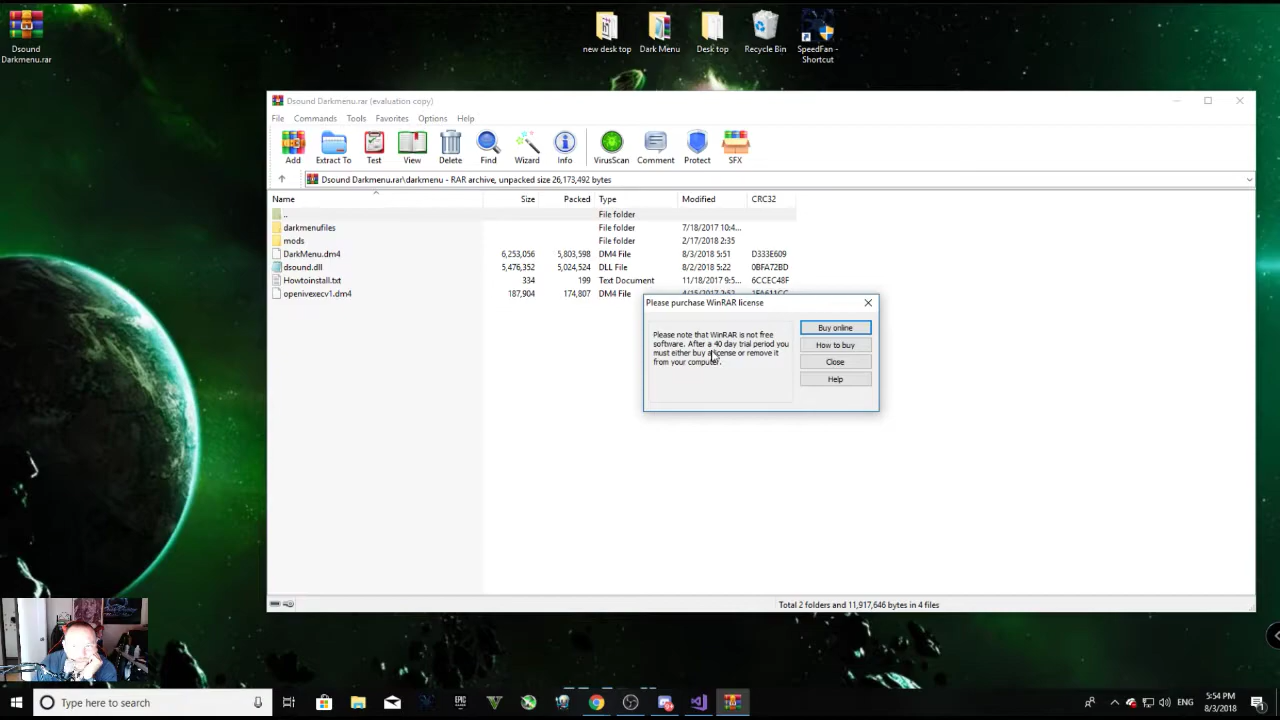 Dsound
Darkmenu.rar
new desk top
Dark Menu
Desk top
Recycle Bin
SpeedFan -
Shortcut
Dsound Darkmenu.rar (evaluation copy)
File Commands Tools Favorites Options Help
Add Extract To Test View Delete Find Wizard Info VirusScan Comment Protect SFX
Dsound Darkmenu.rar\darkmenu - RAR archive, unpacked size 26,173,492 bytes
Name Size Packed Type Modified CRC32
.. File folder
darkmenufiles File folder 7/18/2017 10:4...
mods File folder 2/17/2018 2:35
DarkMenu.dm4 6,253,056 5,803,598 DM4 File 8/3/2018 5:51 D333E609
dsound.dll 5,476,352 5,024,524 DLL File 8/2/2018 5:22 0BFA72BD
Howtoinstall.txt 334 199 Text Document 11/18/2017 9:5... 6CCEC48F
openivexecv1.dm4 187,904 174,807 DM4 File
Please purchase WinRAR license
Please note that WinRAR is not free
software. After a 40 day trial period you
must either buy a license or remove it
from your computer.
Buy online
How to buy
Close
Help
Total 2 folders and 11,917,646 bytes in 4 files
Type here to search
EPIC
ENG
5:54 PM
8/3/2018
1